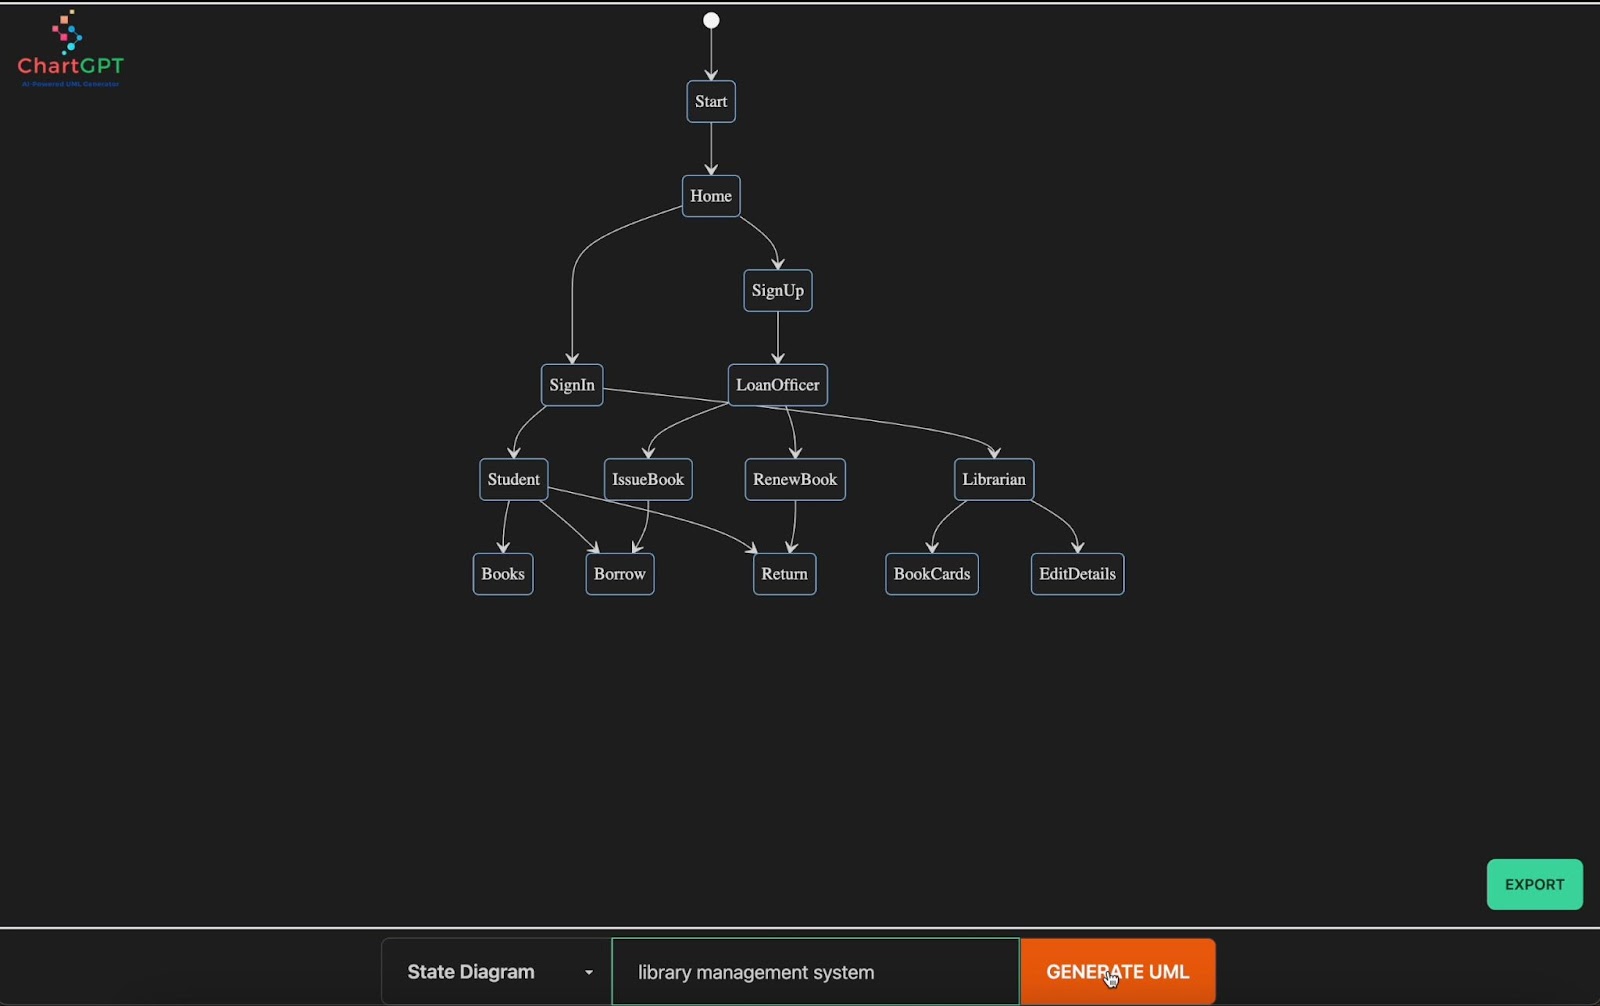 ChartGPT
AI-Powered UML Generator
Start
Home
SignUp
SignIn
LoanOfficer
Student
IssueBook
RenewBook
Librarian
Books
Borrow
Return
BookCards
EditDetails
EXPORT
State Diagram
library management system
GENERATE UML